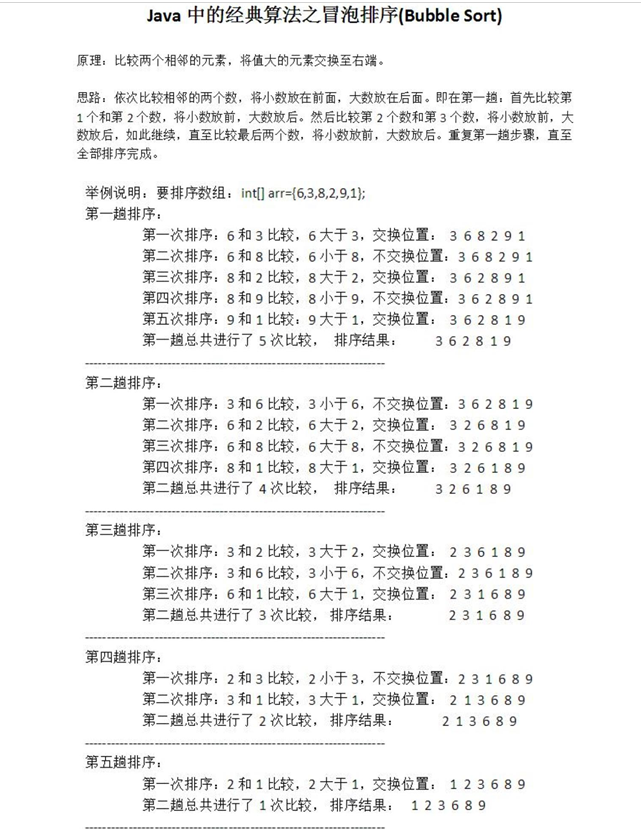 Java 中的经典算法之冒泡排序(Bubble Sort)
原理：比较两个相邻的元素，将值大的元素交换至右端。
思路：依次比较相邻的两个数，将小数放在前面，大数放在后面。即在第一趟：首先比较第
1 个和第 2 个数，将小数放前，大数放后。然后比较第 2 个数和第 3 个数，将小数放前，大
数放后，如此继续，直至比较最后两个数，将小数放前，大数放后。重复第一趟步骤，直至
全部排序完成。
举例说明：要排序数组：int[] arr={6,3,8,2,9,1};
第一趟排序：
第一次排序：6 和 3 比较，6 大于 3，交换位置： 3 6 8 2 9 1
第二次排序：6 和 8 比较，6 小于 8，不交换位置：3 6 8 2 9 1
第三次排序：8 和 2 比较，8 大于 2，交换位置： 3 6 2 8 9 1
第四次排序：8 和 9 比较，8 小于 9，不交换位置：3 6 2 8 9 1
第五次排序：9 和 1 比较：9 大于 1，交换位置： 3 6 2 8 1 9
第一趟总共进行了 5 次比较， 排序结果： 3 6 2 8 1 9
---------------------------------------------------------------------
第二趟排序：
第一次排序：3 和 6 比较，3 小于 6，不交换位置：3 6 2 8 1 9
第二次排序：6 和 2 比较，6 大于 2，交换位置： 3 2 6 8 1 9
第三次排序：6 和 8 比较，6 大于 8，不交换位置：3 2 6 8 1 9
第四次排序：8 和 1 比较，8 大于 1，交换位置： 3 2 6 1 8 9
第二趟总共进行了 4 次比较， 排序结果： 3 2 6 1 8 9
---------------------------------------------------------------------
第三趟排序：
第一次排序：3 和 2 比较，3 大于 2，交换位置： 2 3 6 1 8 9
第二次排序：3 和 6 比较，3 小于 6，不交换位置：2 3 6 1 8 9
第三次排序：6 和 1 比较，6 大于 1，交换位置： 2 3 1 6 8 9
第二趟总共进行了 3 次比较， 排序结果： 2 3 1 6 8 9
---------------------------------------------------------------------
第四趟排序：
第一次排序：2 和 3 比较，2 小于 3，不交换位置：2 3 1 6 8 9
第二次排序：3 和 1 比较，3 大于 1，交换位置： 2 1 3 6 8 9
第二趟总共进行了 2 次比较， 排序结果： 2 1 3 6 8 9
---------------------------------------------------------------------
第五趟排序：
第一次排序：2 和 1 比较，2 大于 1，交换位置： 1 2 3 6 8 9
第二趟总共进行了 1 次比较， 排序结果： 1 2 3 6 8 9
---------------------------------------------------------------------